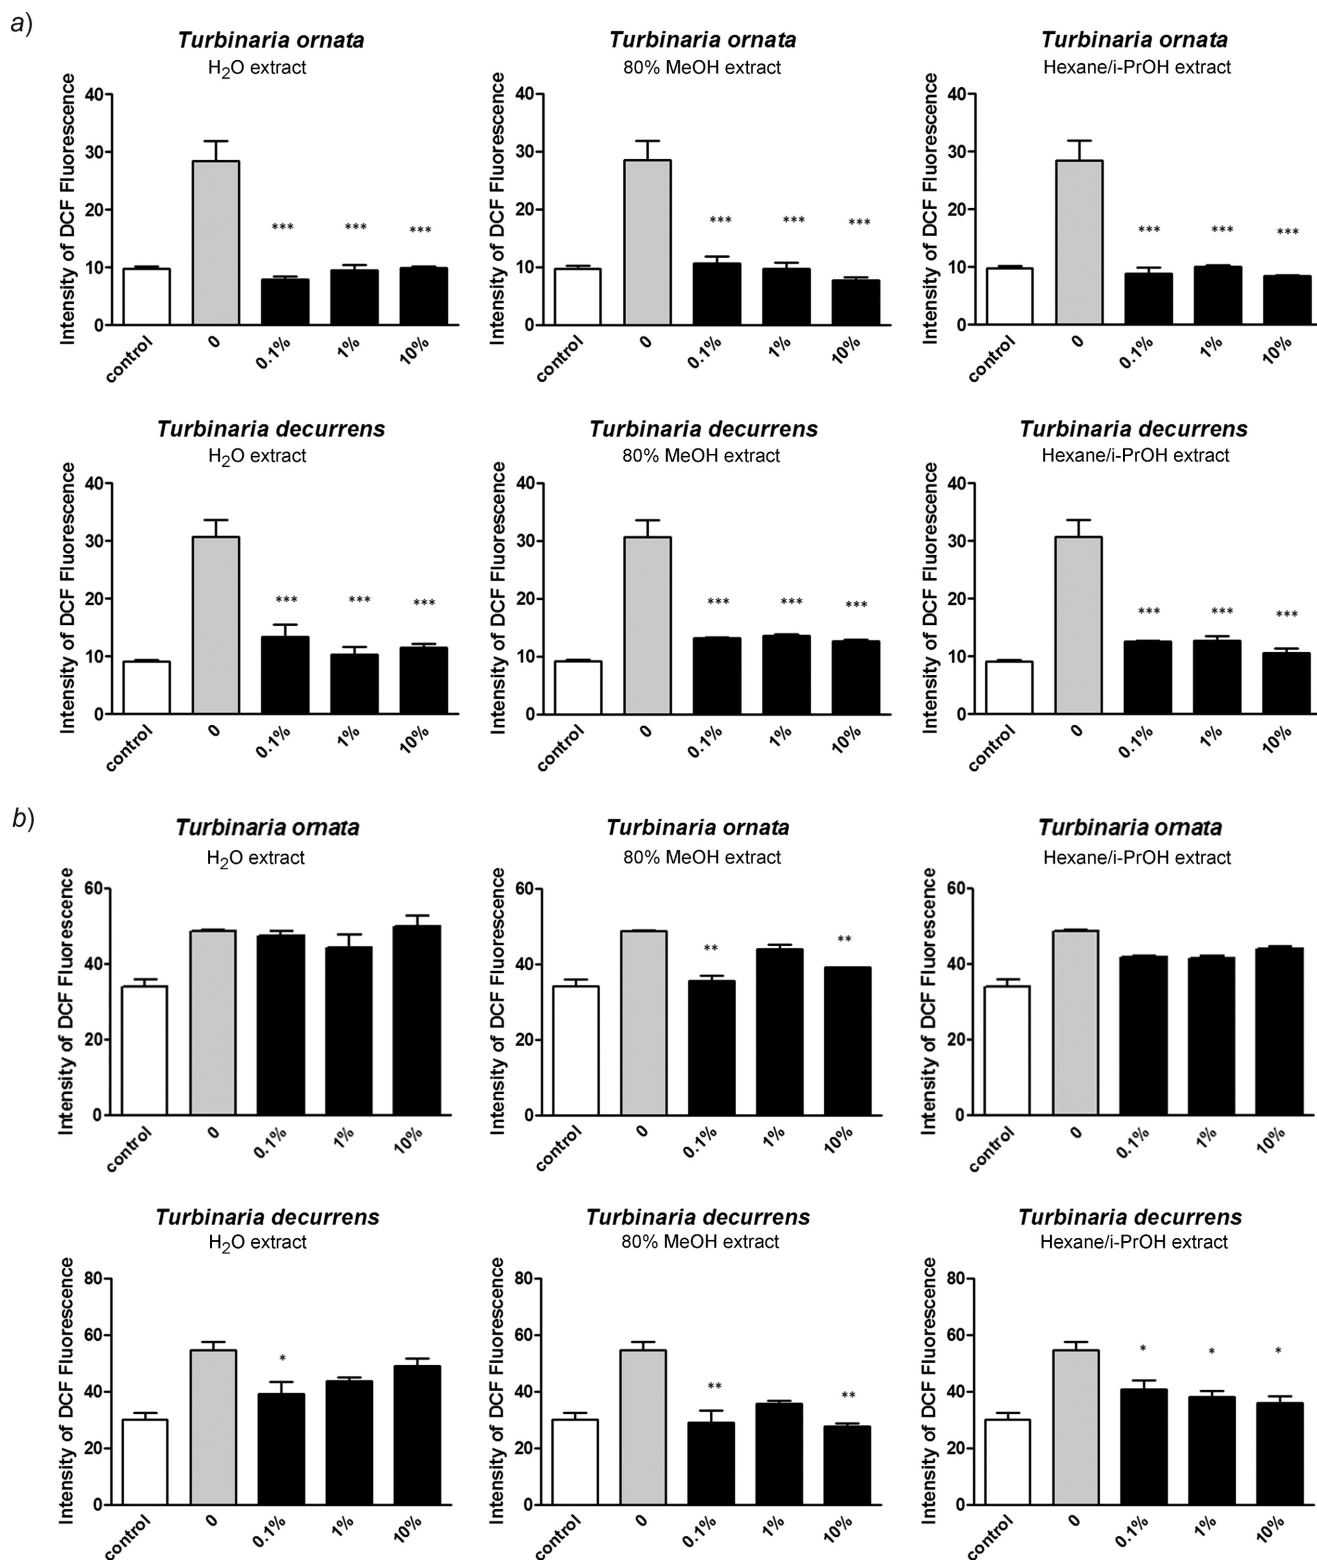 a)
Turbinaria ornata
H2O extract
Intensity of DCF Fluorescence
40
30
20
10
0
*** *** ***
control 0 0.1% 1% 10%
Turbinaria ornata
80% MeOH extract
Intensity of DCF Fluorescence
40
30
20
10
0
*** *** ***
control 0 0.1% 1% 10%
Turbinaria ornata
Hexane/i-PrOH extract
Intensity of DCF Fluorescence
40
30
20
10
0
*** *** ***
control 0 0.1% 1% 10%
Turbinaria decurrens
H2O extract
Intensity of DCF Fluorescence
40
30
20
10
0
*** *** ***
control 0 0.1% 1% 10%
Turbinaria decurrens
80% MeOH extract
Intensity of DCF Fluorescence
40
30
20
10
0
*** *** ***
control 0 0.1% 1% 10%
Turbinaria decurrens
Hexane/i-PrOH extract
Intensity of DCF Fluorescence
40
30
20
10
0
*** *** ***
control 0 0.1% 1% 10%
b)
Turbinaria ornata
H2O extract
Intensity of DCF Fluorescence
60
40
20
0
control 0 0.1% 1% 10%
Turbinaria ornata
80% MeOH extract
Intensity of DCF Fluorescence
60
40
20
0
** **
control 0 0.1% 1% 10%
Turbinaria ornata
Hexane/i-PrOH extract
Intensity of DCF Fluorescence
60
40
20
0
control 0 0.1% 1% 10%
Turbinaria decurrens
H2O extract
Intensity of DCF Fluorescence
80
60
40
20
0
*
control 0 0.1% 1% 10%
Turbinaria decurrens
80% MeOH extract
Intensity of DCF Fluorescence
80
60
40
20
0
** **
control 0 0.1% 1% 10%
Turbinaria decurrens
Hexane/i-PrOH extract
Intensity of DCF Fluorescence
80
60
40
20
0
* * *
control 0 0.1% 1% 10%